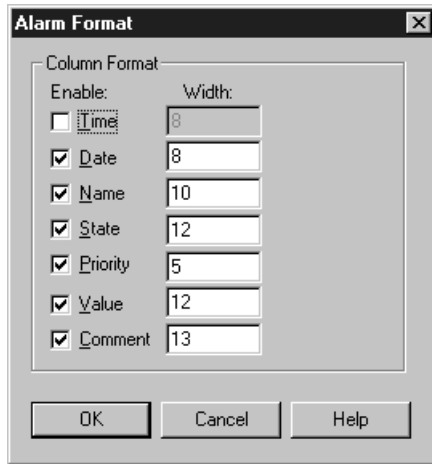 Alarm Format
Column Format
Enable: Width:
Time 8
Date 8
Name 10
State 12
Priority 5
Value 12
Comment 13
OK Cancel Help